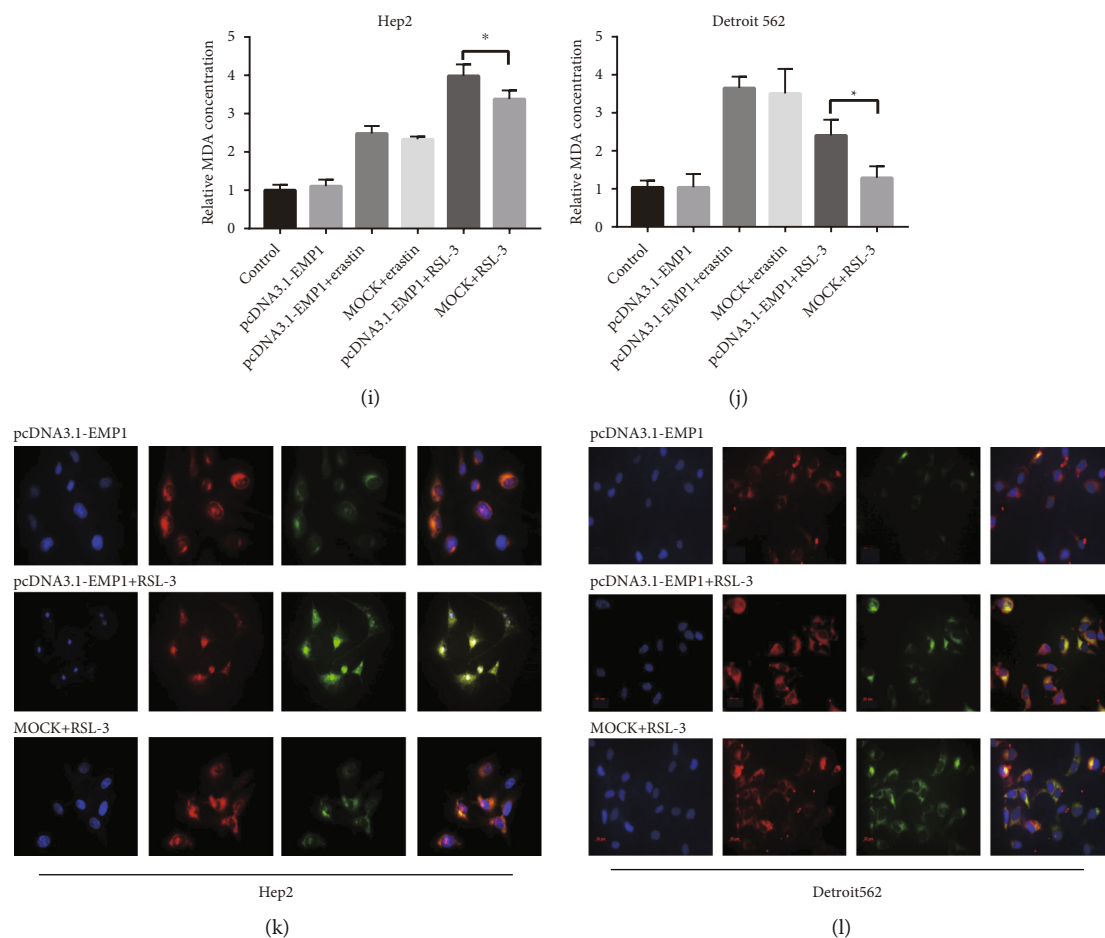 Hep2
Relative MDA concentration
5
4
3
2
1
0
*
Control
pcDNA3.1-EMP1
pcDNA3.1-EMP1+erastin
MOCK+erastin
pcDNA3.1-EMP1+RSL-3
MOCK+RSL-3
(i)
Detroit 562
Relative MDA concentration
5
4
3
2
1
0
*
Control
pcDNA3.1-EMP1
pcDNA3.1-EMP1+erastin
MOCK+erastin
pcDNA3.1-EMP1+RSL-3
MOCK+RSL-3
(j)
pcDNA3.1-EMP1
pcDNA3.1-EMP1+RSL-3
MOCK+RSL-3
Hep2
(k)
pcDNA3.1-EMP1
pcDNA3.1-EMP1+RSL-3
MOCK+RSL-3
Detroit562
(l)